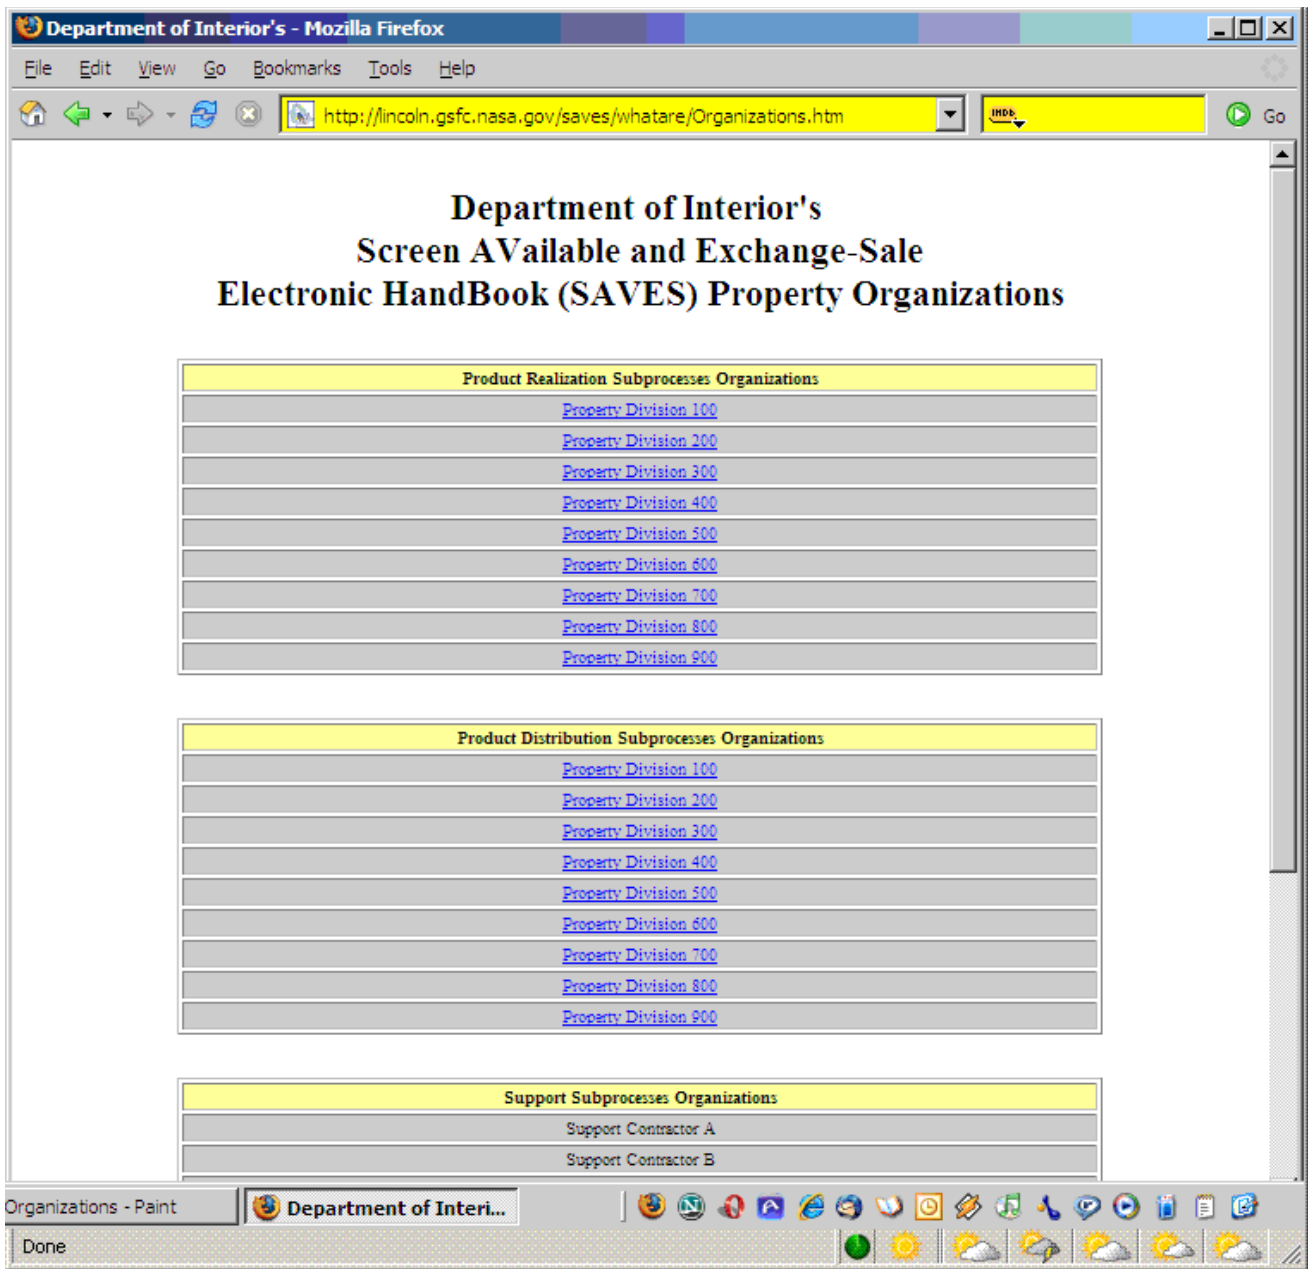 Department of Interior's - Mozilla Firefox
File Edit View Go Bookmarks Tools Help
http://lincoln.gsfc.nasa.gov/saves/whatare/Organizations.htm IMDb Go
Department of Interior's
Screen AVailable and Exchange-Sale
Electronic HandBook (SAVES) Property Organizations
Product Realization Subprocesses Organizations
Property Division 100
Property Division 200
Property Division 300
Property Division 400
Property Division 500
Property Division 600
Property Division 700
Property Division 800
Property Division 900
Product Distribution Subprocesses Organizations
Property Division 100
Property Division 200
Property Division 300
Property Division 400
Property Division 500
Property Division 600
Property Division 700
Property Division 800
Property Division 900
Support Subprocesses Organizations
Support Contractor A
Support Contractor B
Organizations - Paint Department of Interi...
Done